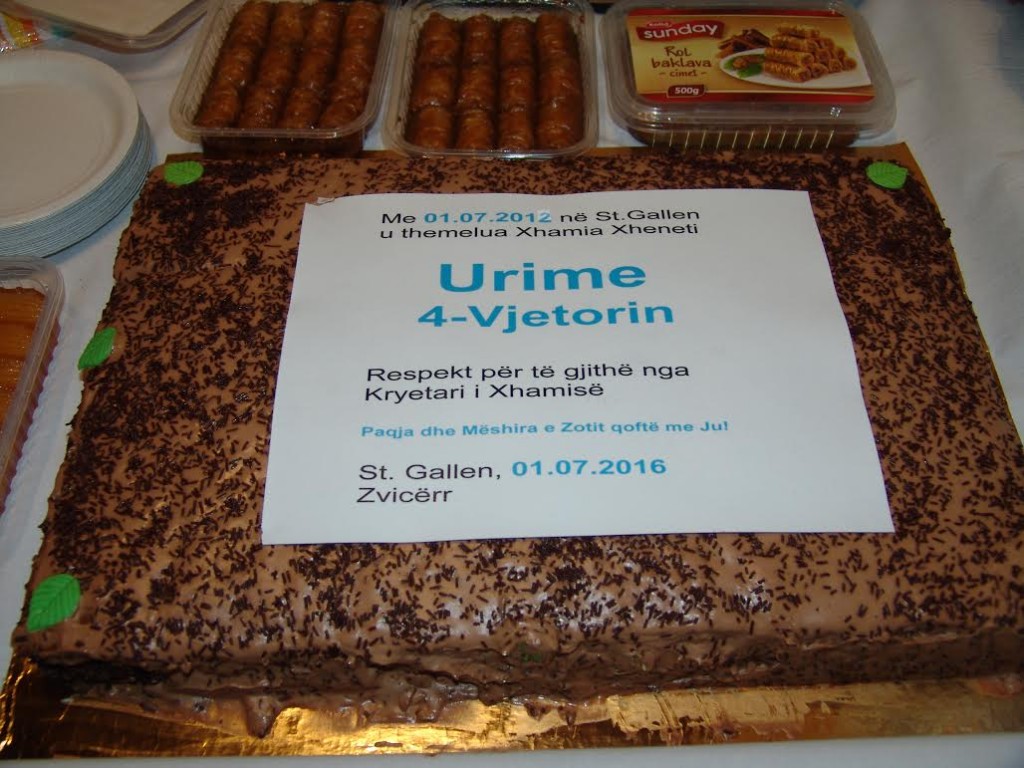 sunday
Rol
baklava
- cimet -
500g
Me 01.07.2012 në St.Gallen
u themelua Xhamia Xheneti
Urime
4-Vjetorin
Respekt për të gjithë nga
Kryetari i Xhamisë
Paqja dhe Mëshira e Zotit qoftë me Ju!
St. Gallen, 01.07.2016
Zvicërr